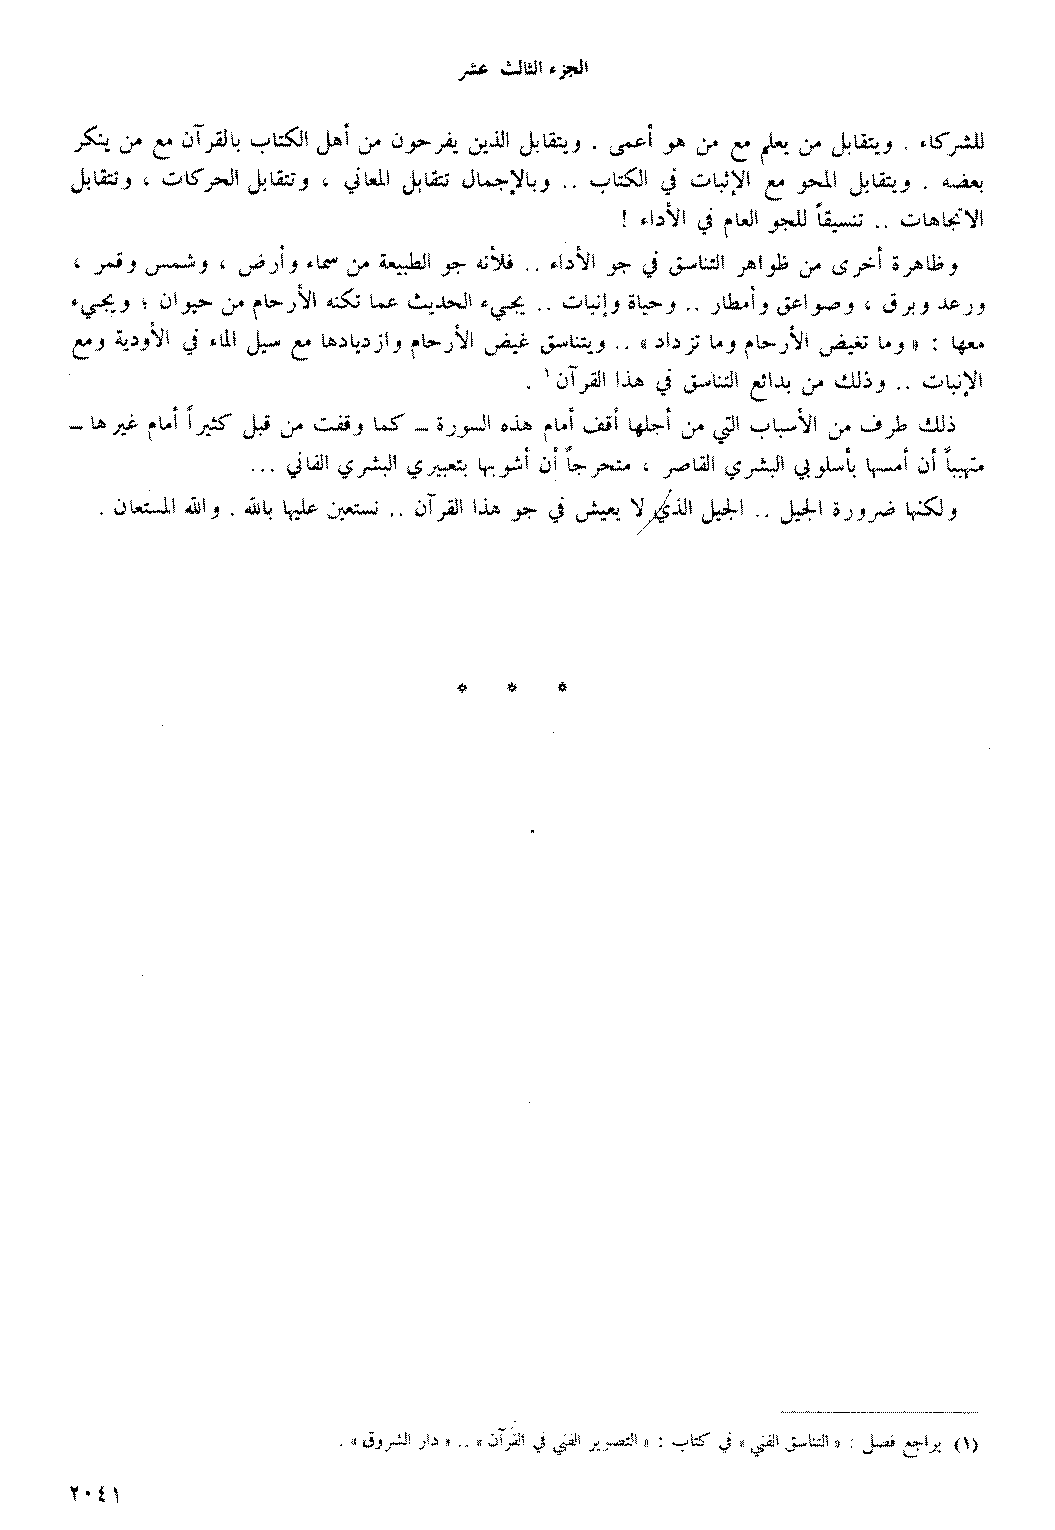 الجزء الثالث عشر
للشركاء . ويتقابل من يعلم مع من هو أعمى . ويتقابل الذين يفرحون من أهل الكتاب بالقرآن مع من ينكر
بعضه . ويتقابل المحو مع الإثبات في الكتاب .. وبالإجمال تتقابل المعاني ، وتتقابل الحركات ، وتتقابل
الاتجاهات .. تنسيقاً للجو العام في الأداء !
وظاهرة أخرى من ظواهر التناسق في جو الأداء .. فلأنه جو الطبيعة من سماء وأرض ، وشمس وقمر ،
ورعد وبرق ، وصواعق وأمطار .. وحياة وإنبات .. يجيء الحديث عما تكنه الأرحام من حيوان ؛ ويجيء
معها : « وما تغيض الأرحام وما تزداد » .. ويتناسق غيض الأرحام وازديادها مع سيل الماء في الأودية ومع
الإنبات .. وذلك من بدائع التناسق في هذا القرآن ١ .
ذلك طرف من الأسباب التي من أجلها أقف أمام هذه السورة ــ كما وقفت من قبل كثيراً أمام غيرها ــ
متهيباً أن أمسها بأسلوبي البشري القاصر ، متحرجاً أن أشوبها بتعبيري البشري الفاني ...
ولكنها ضرورة الجيل .. الجيل الذي لا يعيش في جو هذا القرآن .. نستعين عليها بالله . والله المستعان .
* * *
(١) يراجع فصل : « التناسق الفني » في كتاب : « التصوير الفني في القرآن » .. « دار الشروق » .
٢٠٤١